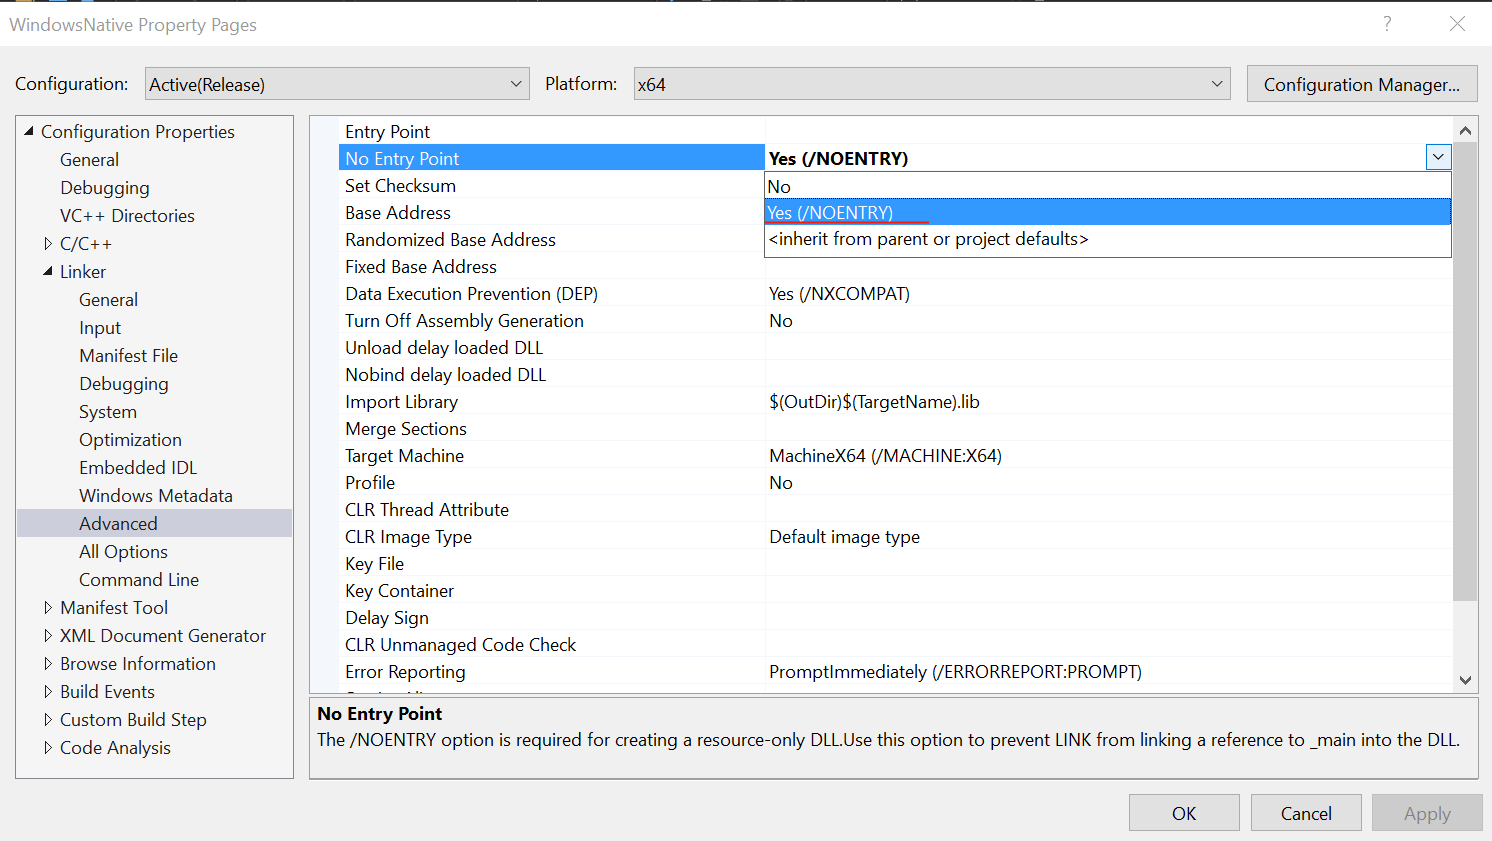 WindowsNative Property Pages
?
Configuration: Active(Release) Platform: x64 Configuration Manager...
Configuration Properties
General
Debugging
VC++ Directories
C/C++
Linker
General
Input
Manifest File
Debugging
System
Optimization
Embedded IDL
Windows Metadata
Advanced
All Options
Command Line
Manifest Tool
XML Document Generator
Browse Information
Build Events
Custom Build Step
Code Analysis
Entry Point
No Entry Point Yes (/NOENTRY)
Set Checksum No
Base Address Yes (/NOENTRY)
Randomized Base Address <inherit from parent or project defaults>
Fixed Base Address
Data Execution Prevention (DEP) Yes (/NXCOMPAT)
Turn Off Assembly Generation No
Unload delay loaded DLL
Nobind delay loaded DLL
Import Library $(OutDir)$(TargetName).lib
Merge Sections
Target Machine MachineX64 (/MACHINE:X64)
Profile No
CLR Thread Attribute
CLR Image Type Default image type
Key File
Key Container
Delay Sign
CLR Unmanaged Code Check
Error Reporting PromptImmediately (/ERRORREPORT:PROMPT)
No Entry Point
The /NOENTRY option is required for creating a resource-only DLL.Use this option to prevent LINK from linking a reference to _main into the DLL.
OK Cancel Apply